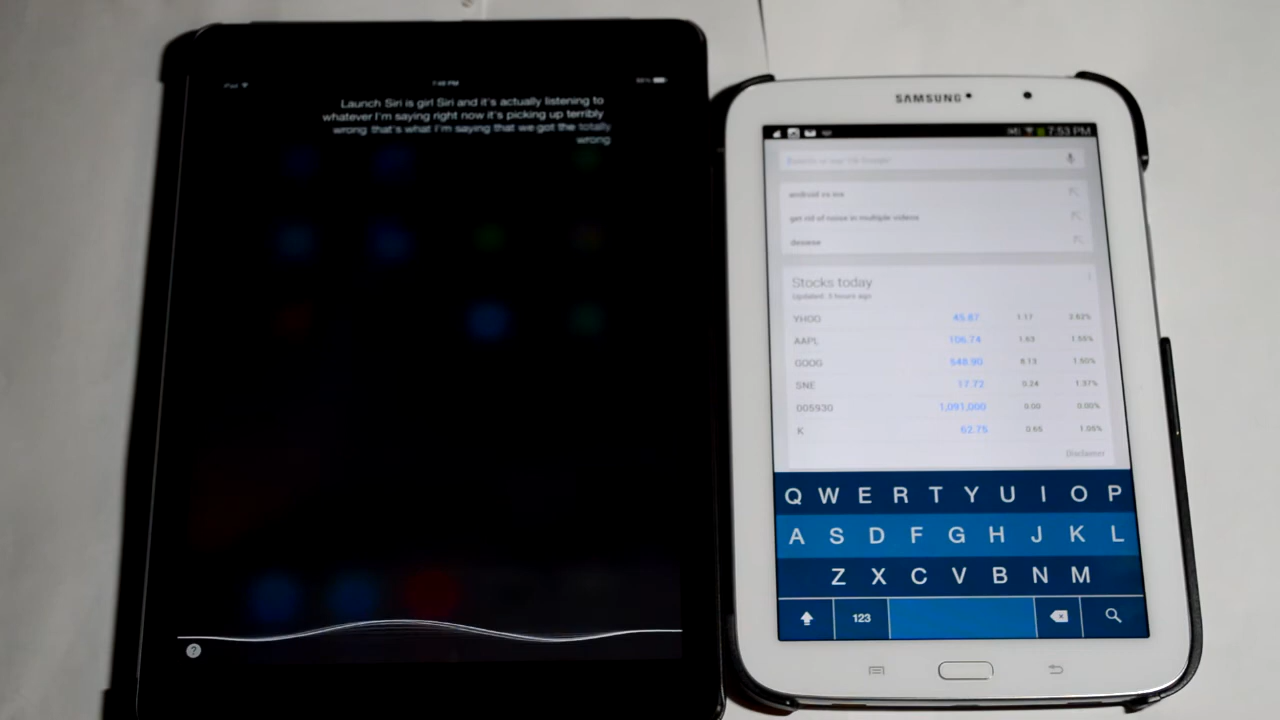 iPad
7:48 PM
Launch Siri is girl Siri and it's actually listening to
whatever I'm saying right now it's picking up terribly
wrong that's what I'm saying that we got the totally
wrong
?
SAMSUNG
7:53 PM
android vs ios
get rid of noise in multiple videos
Stocks today
Updated: 3 hours ago
YHOO 45.87 1.17 2.62%
AAPL 106.74 1.63 1.55%
GOOG 548.90 8.13 1.50%
SNE 17.72 0.24 1.37%
005930 1,091,000 0.00 0.00%
K 62.75 0.65 1.05%
Disclaimer
Q W E R T Y U I O P
A S D F G H J K L
Z X C V B N M
123